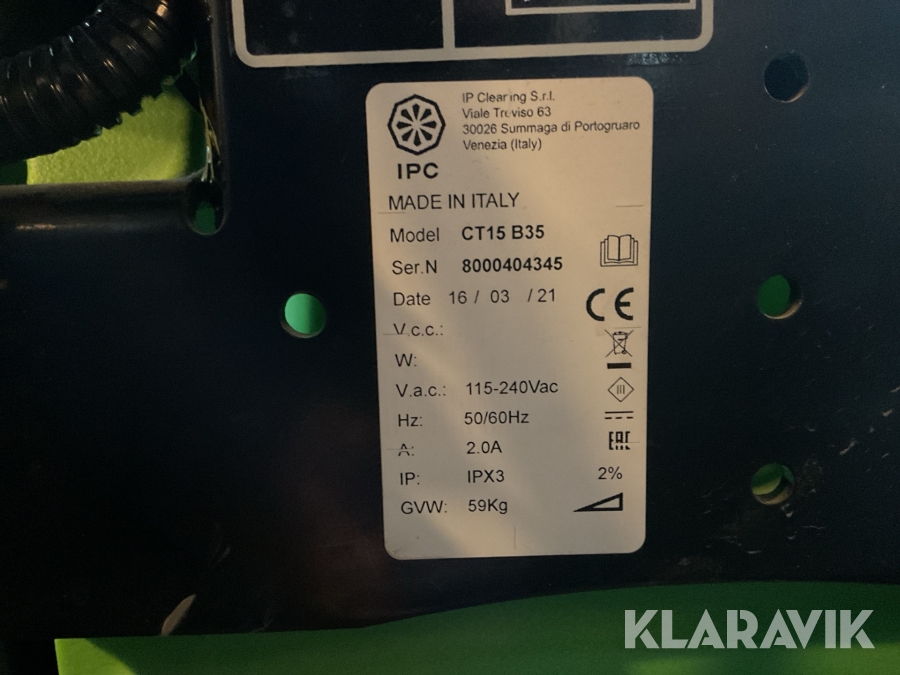 IP Cleaning S.r.l.
Viale Treviso 63
30026 Summaga di Portogruaro
Venezia (Italy)
IPC
MADE IN ITALY
Model CT15 B35
Ser.N 8000404345
Date 16 / 03 / 21
CE
V.c.c.:
W:
V.a.c.: 115-240Vac
III
Hz: 50/60Hz
EAC
A: 2.0A
IP: IPX3 2%
GVW: 59Kg
KLARAVIK